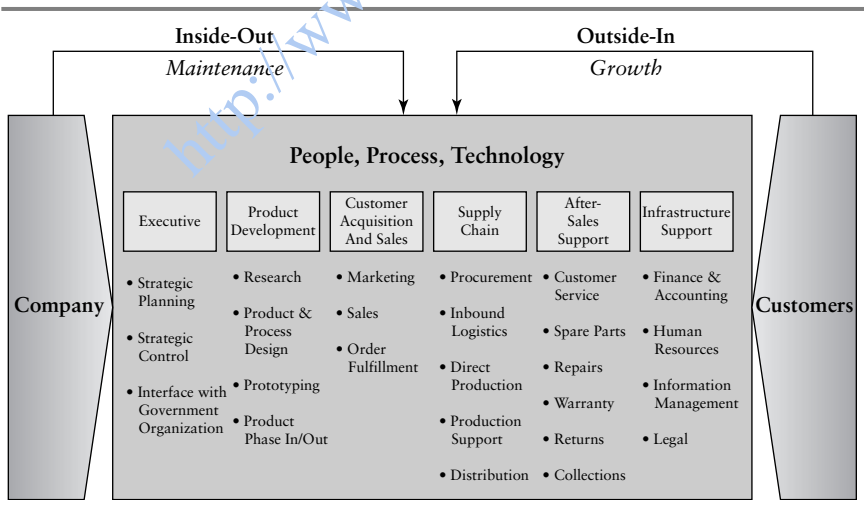 Inside-Out
Maintenance
Outside-In
Growth
http://ww
People, Process, Technology
Company
Customers
Executive
• Strategic
Planning
• Strategic
Control
• Interface with
Government
Organization
Product
Development
• Research
• Product &
Process
Design
• Prototyping
• Product
Phase In/Out
Customer
Acquisition
And Sales
• Marketing
• Sales
• Order
Fulfillment
Supply
Chain
• Procurement
• Inbound
Logistics
• Direct
Production
• Production
Support
• Distribution
After-
Sales
Support
• Customer
Service
• Spare Parts
• Repairs
• Warranty
• Returns
• Collections
Infrastructure
Support
• Finance &
Accounting
• Human
Resources
• Information
Management
• Legal